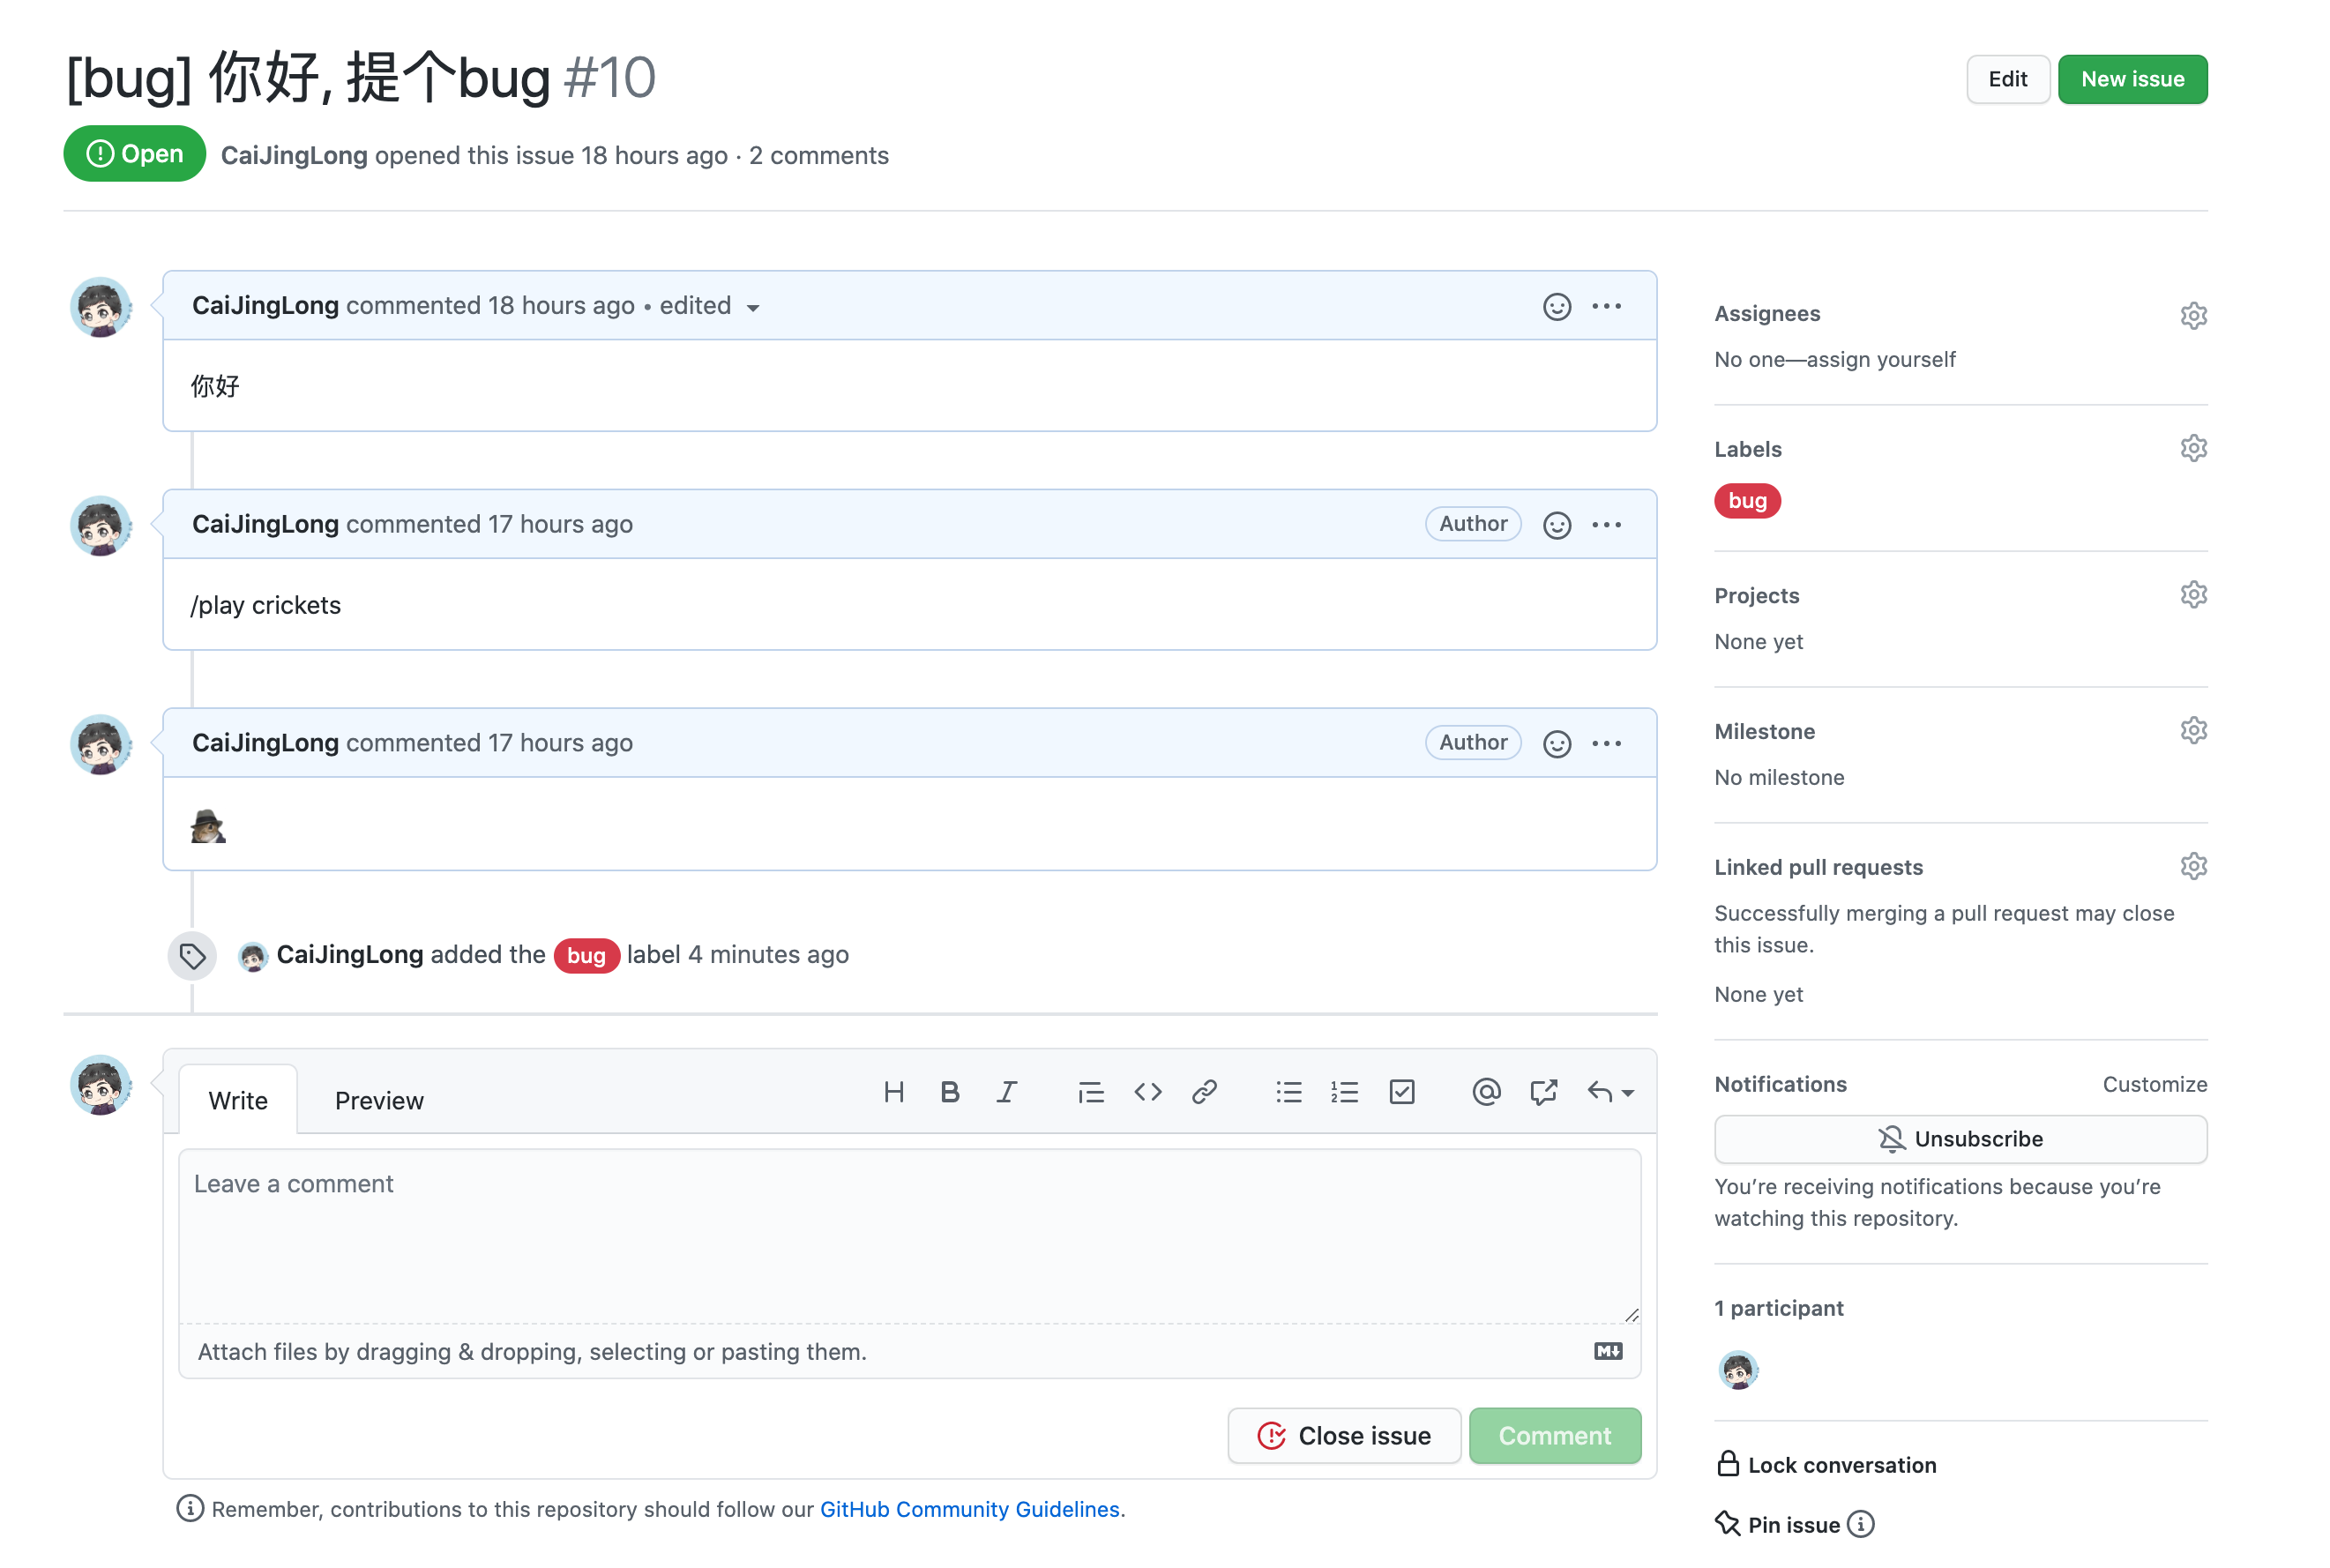 [bug] 你好, 提个bug #10
Edit
New issue
Open
CaiJingLong opened this issue 18 hours ago · 2 comments
CaiJingLong commented 18 hours ago • edited
你好
CaiJingLong commented 17 hours ago
Author
/play crickets
CaiJingLong commented 17 hours ago
Author
CaiJingLong added the bug label 4 minutes ago
Write
Preview
Leave a comment
Attach files by dragging & dropping, selecting or pasting them.
Close issue
Comment
Remember, contributions to this repository should follow our GitHub Community Guidelines.
Assignees
No one—assign yourself
Labels
bug
Projects
None yet
Milestone
No milestone
Linked pull requests
Successfully merging a pull request may close
this issue.
None yet
Notifications
Customize
Unsubscribe
You’re receiving notifications because you’re
watching this repository.
1 participant
Lock conversation
Pin issue